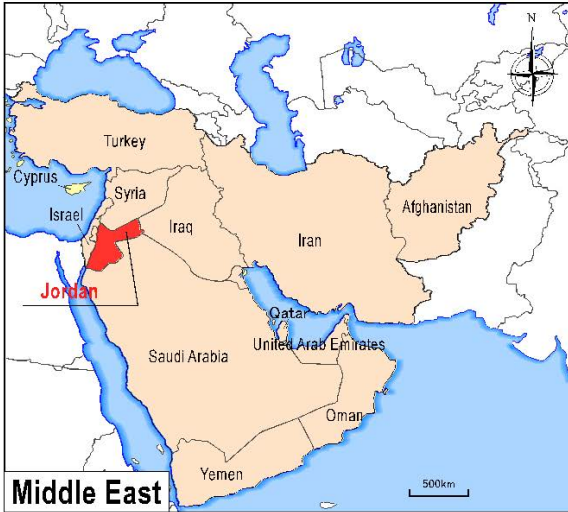 N
Turkey
Cyprus
Syria
Afghanistan
Israel
Iraq
Iran
Jordan
Qatar
United Arab Emirates
Saudi Arabia
Oman
Yemen
Middle East
500km